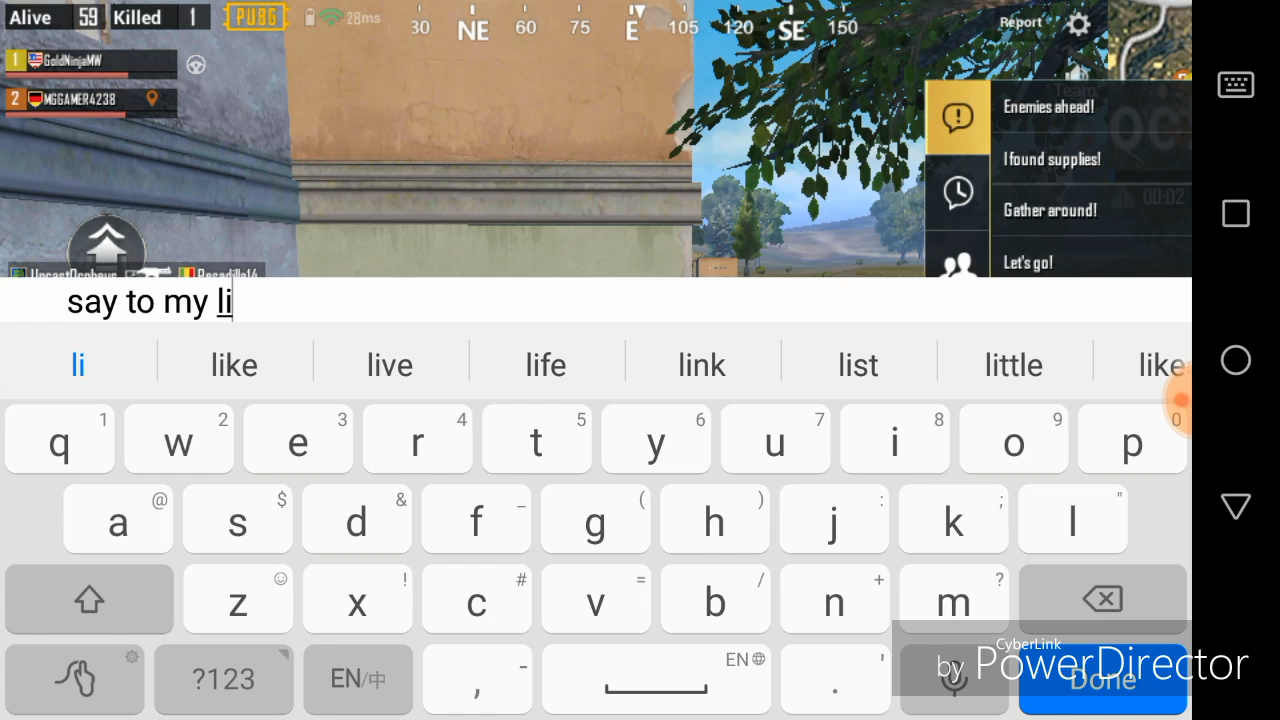 Alive 59 Killed 1 PUBG 28ms
30 NE 60 75 E 105 120 SE 150
Report
1 GoldNinjaMW
2 MGGAMER4238
Team
Enemies ahead!
I found supplies!
Gather around!
00:02
Let's go!
say to my li
li like live life link list little like
1 2 3 4 5 6 7 8 9 0
q w e r t y u i o p
@ $ & _ ( ) : ; "
a s d f g h j k l
! # = / + ?
z x c v b n m
EN
?123 EN/中 , - . ' Done
CyberLink
by PowerDirector